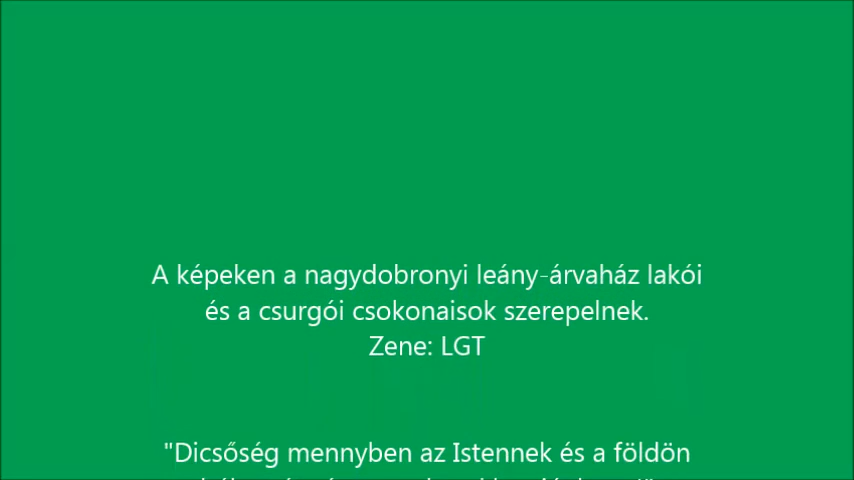 A képeken a nagydobronyi leány-árvaház lakói
és a csurgói csokonaisok szerepelnek.
Zene: LGT
"Dicsőség mennyben az Istennek és a földön